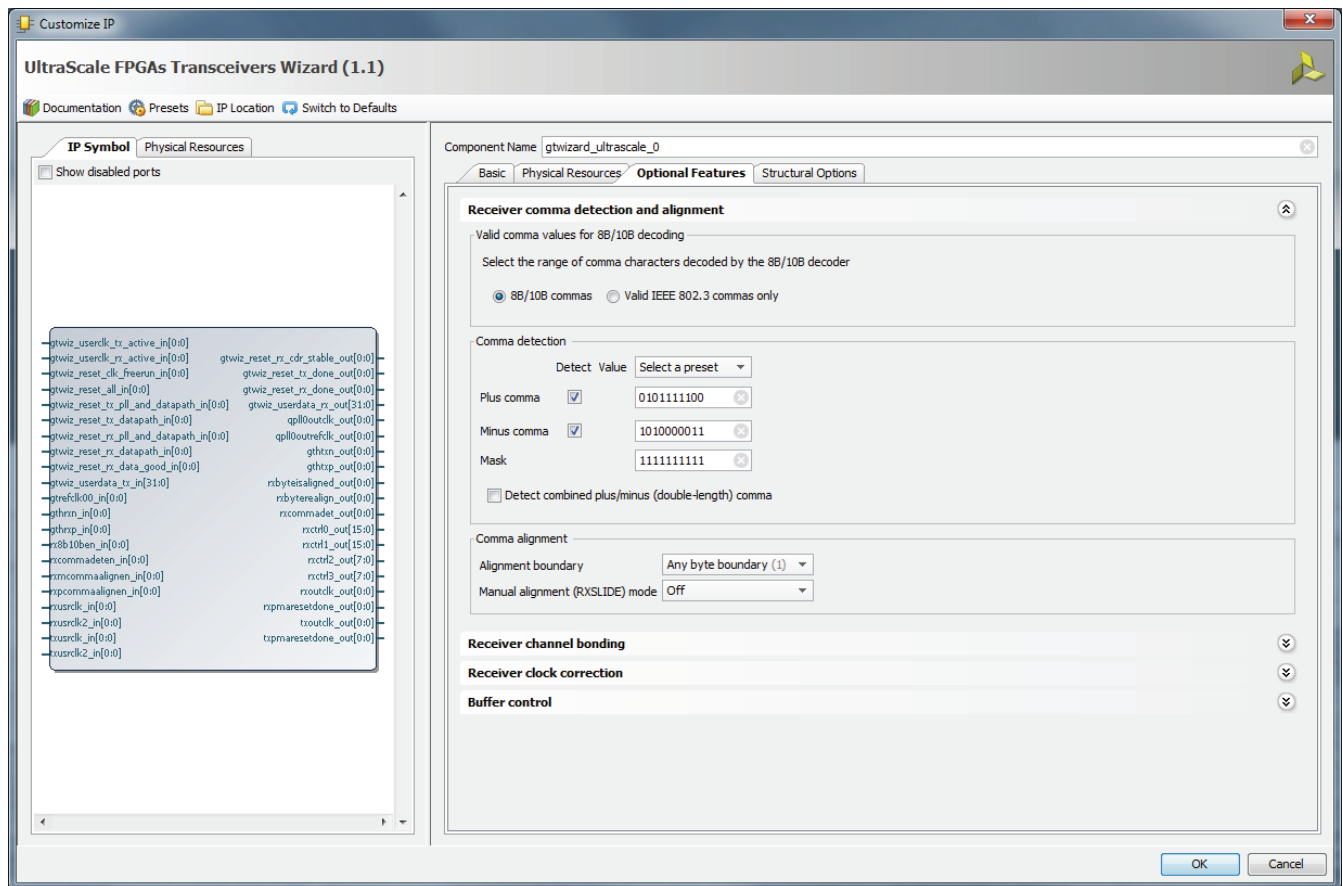 Customize IP
UltraScale FPGAs Transceivers Wizard (1.1)
Documentation Presets IP Location Switch to Defaults
IP Symbol Physical Resources
Show disabled ports
gtwiz_userclk_tx_active_in[0:0]
gtwiz_userclk_rx_active_in[0:0] gtwiz_reset_rx_cdr_stable_out[0:0]
gtwiz_reset_clk_freerun_in[0:0] gtwiz_reset_tx_done_out[0:0]
gtwiz_reset_all_in[0:0] gtwiz_reset_rx_done_out[0:0]
gtwiz_reset_tx_pll_and_datapath_in[0:0] gtwiz_userdata_rx_out[31:0]
gtwiz_reset_tx_datapath_in[0:0] qpll0outclk_out[0:0]
gtwiz_reset_rx_pll_and_datapath_in[0:0] qpll0outrefclk_out[0:0]
gtwiz_reset_rx_datapath_in[0:0] gthtxn_out[0:0]
gtwiz_reset_rx_data_good_in[0:0] gthtxp_out[0:0]
gtwiz_userdata_tx_in[31:0] rxbyteisaligned_out[0:0]
gtrefclk00_in[0:0] rxbyterealign_out[0:0]
gthrxn_in[0:0] rxcommadet_out[0:0]
gthrxp_in[0:0] rxctrl0_out[15:0]
rx8b10ben_in[0:0] rxctrl1_out[15:0]
rxcommadeten_in[0:0] rxctrl2_out[7:0]
rxmcommaalignen_in[0:0] rxctrl3_out[7:0]
rxpcommaalignen_in[0:0] rxoutclk_out[0:0]
rxusrclk_in[0:0] rxpmaresetdone_out[0:0]
rxusrclk2_in[0:0] txoutclk_out[0:0]
txusrclk_in[0:0] txpmaresetdone_out[0:0]
txusrclk2_in[0:0]
Component Name gtwizard_ultrascale_0
Basic Physical Resources Optional Features Structural Options
Receiver comma detection and alignment
Valid comma values for 8B/10B decoding
Select the range of comma characters decoded by the 8B/10B decoder
8B/10B commas Valid IEEE 802.3 commas only
Comma detection
Detect Value Select a preset
Plus comma 0101111100
Minus comma 1010000011
Mask 1111111111
Detect combined plus/minus (double-length) comma
Comma alignment
Alignment boundary Any byte boundary (1)
Manual alignment (RXSLIDE) mode Off
Receiver channel bonding
Receiver clock correction
Buffer control
OK Cancel